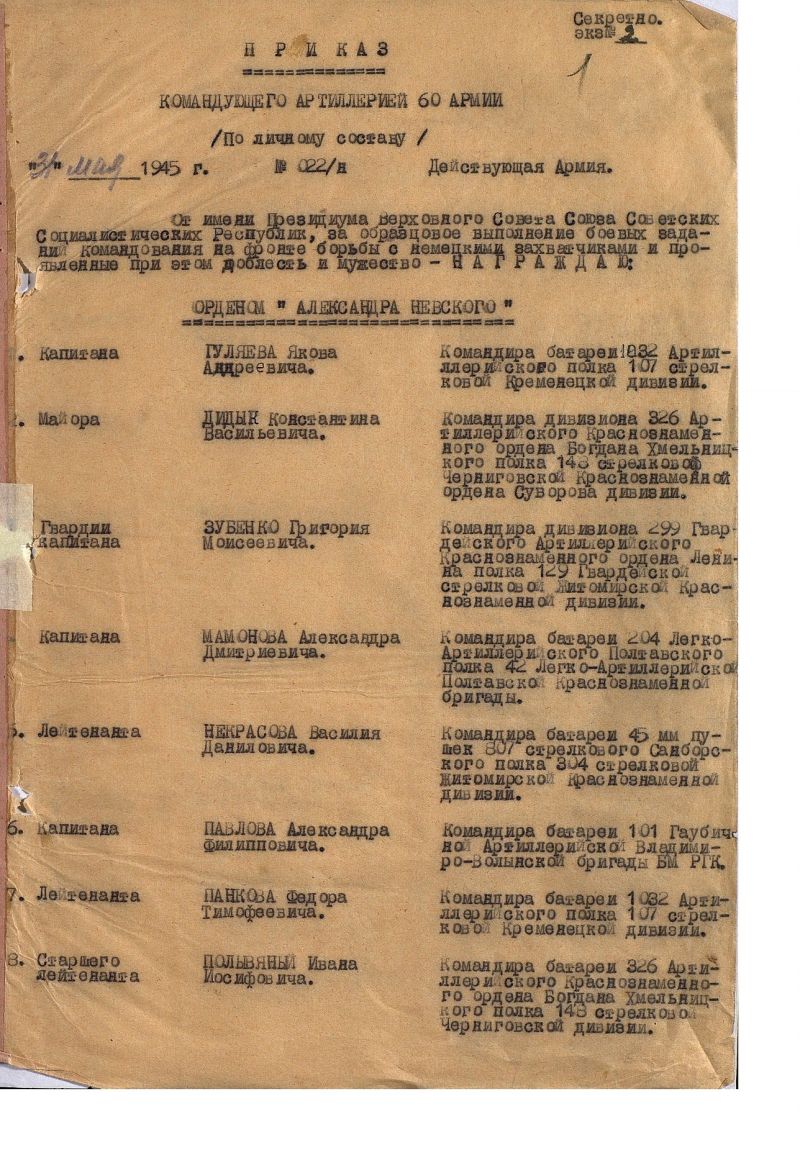 Секретно.
экз№ 2
1
П Р И К А З
КОМАНДУЮЩЕГО АРТИЛЛЕРИЕЙ 60 АРМИИ
/По личному составу/
"31" мая 1945 г. № 022/н Действующая Армия.
От имени Президиума Верховного Совета Союза Советских
Социалистических Республик, за образцовое выполнение боевых зада-
ний Командования на фронте борьбы с немецкими захватчиками и про-
явленные при этом доблесть и мужество - Н А Г Р А Ж Д А Ю:
ОРДЕНОМ " АЛЕКСАНДРА НЕВСКОГО "
1. Капитана ГУЛЯЕВА Якова Командира батареи 1032 Артил-
Андреевича. ллерийского полка 107 стрел-
ковой Кременецкой дивизии.
2. Майора ДИДЫК Константина Командира дивизиона 326 Ар-
Васильевича. тиллерийского Краснознамен-
ного ордена Богдана Хмельниц-
кого полка 148 стрелковой
Черниговской Краснознаменной
ордена Суворова дивизии.
Гвардии ЗУБЕНКО Григория Командира дивизиона 299 Гвар-
капитана Моисеевича. дейского Артиллерийского
Краснознаменного ордена Лени-
на полка 129 Гвардейской
стрелковой Житомирской Крас-
нознаменной дивизии.
Капитана МАМОНОВА Александра Командира батареи 204 Легко-
Дмитриевича. Артиллерийского Полтавского
полка 42 Легко-Артиллерийской
Полтавской Краснознаменной
бригады.
5. Лейтенанта НЕКРАСОВА Василия Командира батареи 45 мм пу-
Даниловича. шек 807 стрелкового Санборс-
кого полка 304 стрелковой
Житомирской Краснознаменной
дивизии.
6. Капитана ПАВЛОВА Александра Командира батареи 101 Гаубич-
Филипповича. ной Артиллерийской Владими-
ро-Волынской бригады БМ РГК.
7. Лейтенанта ПАНКОВА Федора Командира батареи 1032 Арти-
Тимофеевича. ллерийского полка 107 стрел-
ковой Кременецкой дивизии.
8. Старшего ПОЛЬВЯНЫЙ Ивана Командира батареи 326 Арти-
лейтенанта Иосифовича. ллерийского Краснознаменно-
го ордена Богдана Хмельниц-
кого полка 148 стрелковой
Черниговской дивизии.